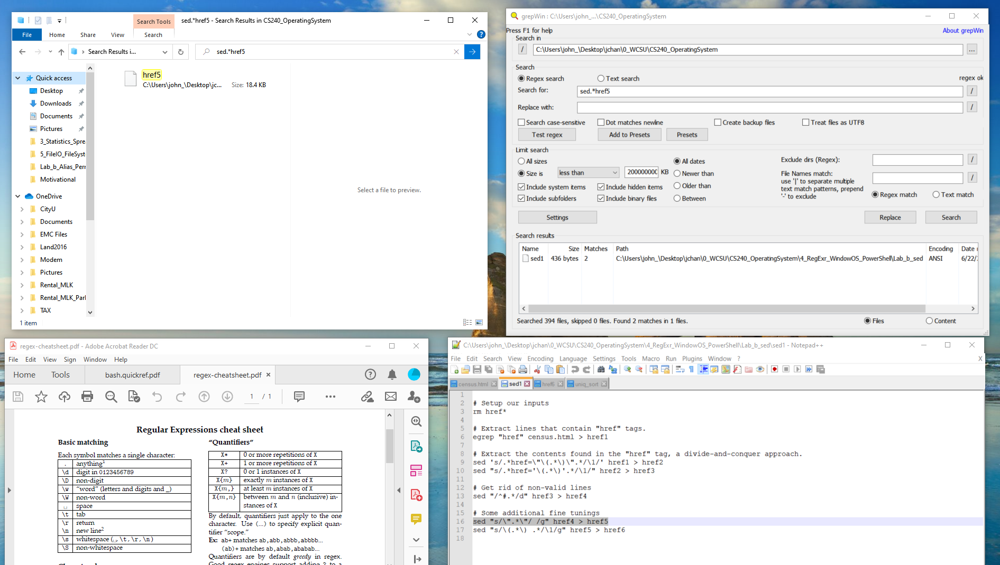 Search Tools
sed.*href5 - Search Results in CS240_OperatingSystem
File
Home
Share
View
Search
Search Results i...
sed.*href5
Quick access
Desktop
Downloads
Documents
Pictures
3_Statistics_Spre
5_FileIO_FileSyst
Lab_b_Alias_Perr
Motivational
OneDrive
CityU
Documents
EMC Files
Land2016
Modem
Pictures
Rental_MLK
Rental_MLK_Parl
TAX
href5
C:\Users\john_\Desktop\jc...
Size: 18.4 KB
Select a file to preview.
1 item
grepWin : C:\Users\john_...\CS240_OperatingSystem
Press F1 for help
About grepWin
Search in
/
C:\Users\john_\Desktop\jchan\0_WCSU\CS240_OperatingSystem
...
Search
Regex search
Text search
regex ok
Search for:
sed.*href5
/
Replace with:
/
Search case-sensitive
Dot matches newline
Create backup files
Treat files as UTF8
Test regex
Add to Presets
Presets
Limit search
All sizes
All dates
Exclude dirs (Regex):
/
Size is
less than
200000000 KB
Newer than
File Names match:
use '|' to separate multiple
text match patterns, prepend
'-' to exclude
/
Include system items
Include hidden items
Older than
Include subfolders
Include binary files
Between
Regex match
Text match
Settings
Replace
Search
Search results
Name Size Matches Path Encoding Date
sed1 436 bytes 2 C:\Users\john_\Desktop\jchan\0_WCSU\CS240_OperatingSystem\4_RegExr_WindowOS_PowerShell\Lab_b_sed ANSI 6/22/
Searched 394 files, skipped 0 files. Found 2 matches in 1 files.
Files
Content
regex-cheatsheet.pdf - Adobe Acrobat Reader DC
File Edit View Sign Window Help
Home
Tools
bash.quickref.pdf
regex-cheatsheet.pdf
1 / 1
Regular Expressions cheat sheet
Basic matching
Each symbol matches a single character:
. anything1
\d digit in 0123456789
\D non-digit
\w “word” (letters and digits and _)
\W non-word
␣ space
\t tab
\r return
\n new line2
\s whitespace (␣,\t,\r,\n)
\S non-whitespace
“Quantifiers”
X* 0 or more repetitions of X
X+ 1 or more repetitions of X
X? 0 or 1 instances of X
X{m} exactly m instances of X
X{m,} at least m instances of X
X{m,n} between m and n (inclusive) in-
stances of X
By default, quantifiers just apply to the one
character. Use (...) to specify explicit quan-
tifier “scope.”
Ex: ab+ matches ab,abb,abbb,abbbb...
(ab)+ matches ab,abab,ababab...
Quantifiers are by default greedy in regex.
Good regex engines support adding ? to a
C:\Users\john_\Desktop\jchan\0_WCSU\CS240_OperatingSystem\4_RegExr_WindowOS_PowerShell\Lab_b_sed\sed1 - Notepad++
File Edit Search View Encoding Language Settings Tools Macro Run Plugins Window ? X
census.html
sed1
href6
uniq_sort
1
2 # Setup our inputs
3 rm href*
4
5 # Extract lines that contain "href" tags.
6 egrep "href" census.html > href1
7
8 # Extract the contents found in the "href" tag, a divide-and-conquer approach.
9 sed 's/.*href=\"\(.*\)\".*/\1/' href1 > href2
10 sed "s/.*href='\(.*\)'.*/\1/" href2 > href3
11
12 # Get rid of non-valid lines
13 sed "/^#.*/d" href3 > href4
14
15 # Some additional fine tunings
16 sed "s/\".*\"/ /g" href4 > href5
17 sed "s/\(.*\) .*/\1/g" href5 > href6
18